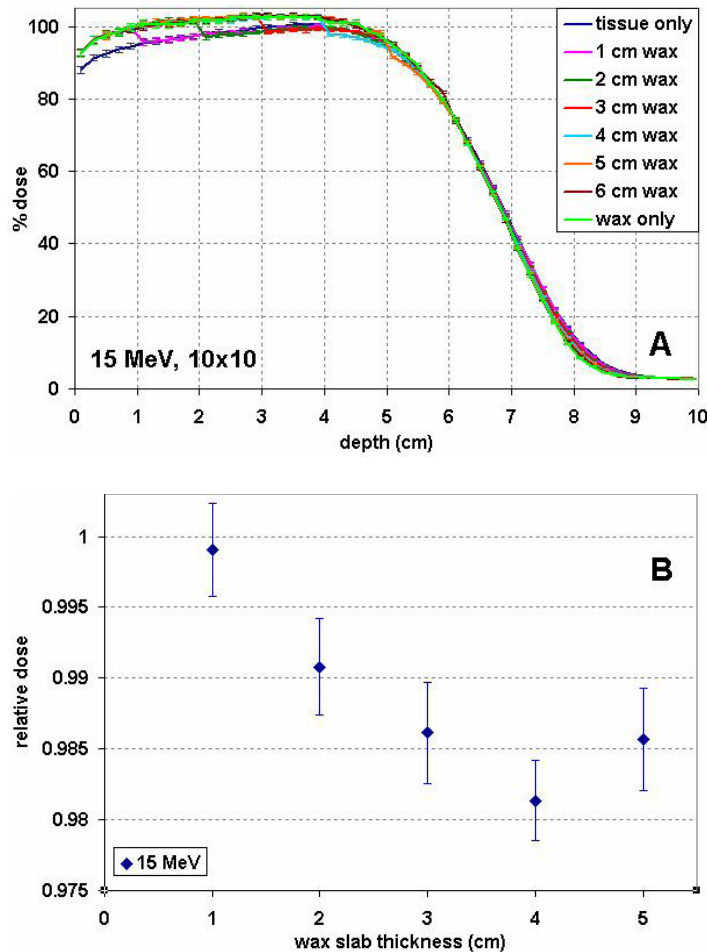 100
80
60
40
20
0
% dose
tissue only
1 cm wax
2 cm wax
3 cm wax
4 cm wax
5 cm wax
6 cm wax
wax only
15 MeV, 10x10
A
0 1 2 3 4 5 6 7 8 9 10
depth (cm)
1
0.995
0.99
0.985
0.98
0.975
relative dose
B
15 MeV
0 1 2 3 4 5
wax slab thickness (cm)